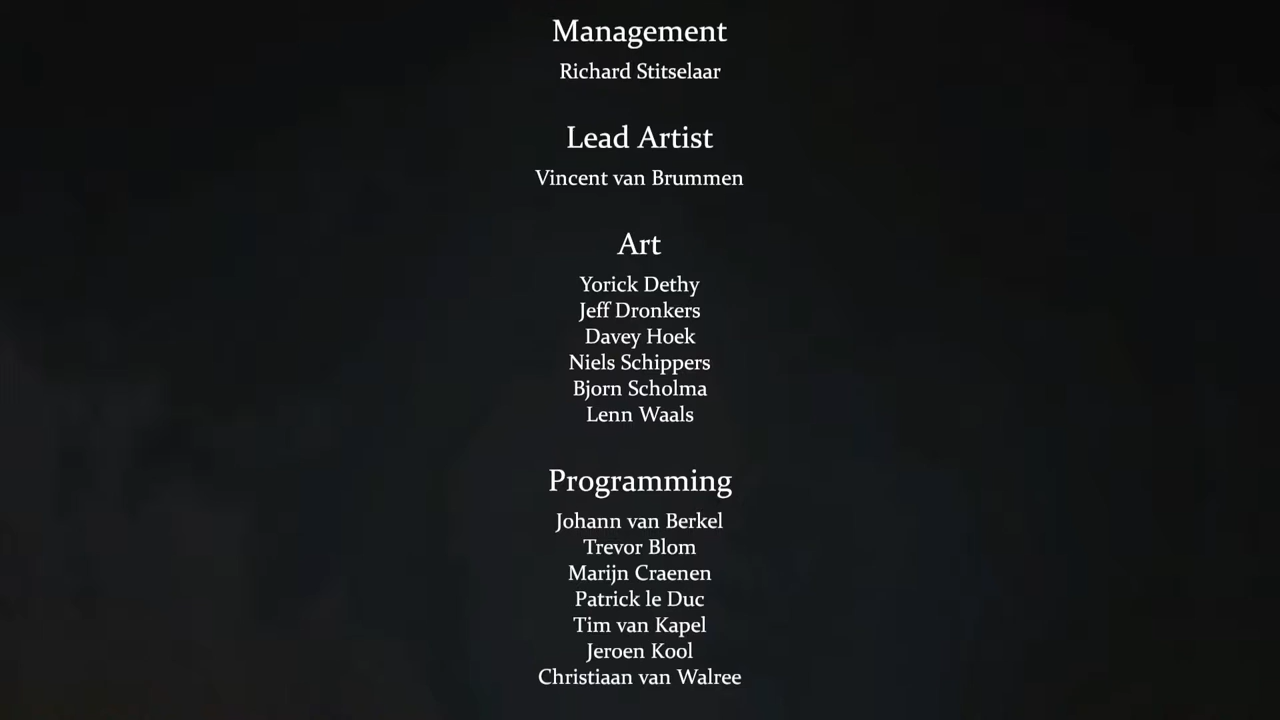 Management
Richard Stitselaar
Lead Artist
Vincent van Brummen
Art
Yorick Dethy
Jeff Dronkers
Davey Hoek
Niels Schippers
Bjorn Scholma
Lenn Waals
Programming
Johann van Berkel
Trevor Blom
Marijn Craenen
Patrick le Duc
Tim van Kapel
Jeroen Kool
Christiaan van Walree